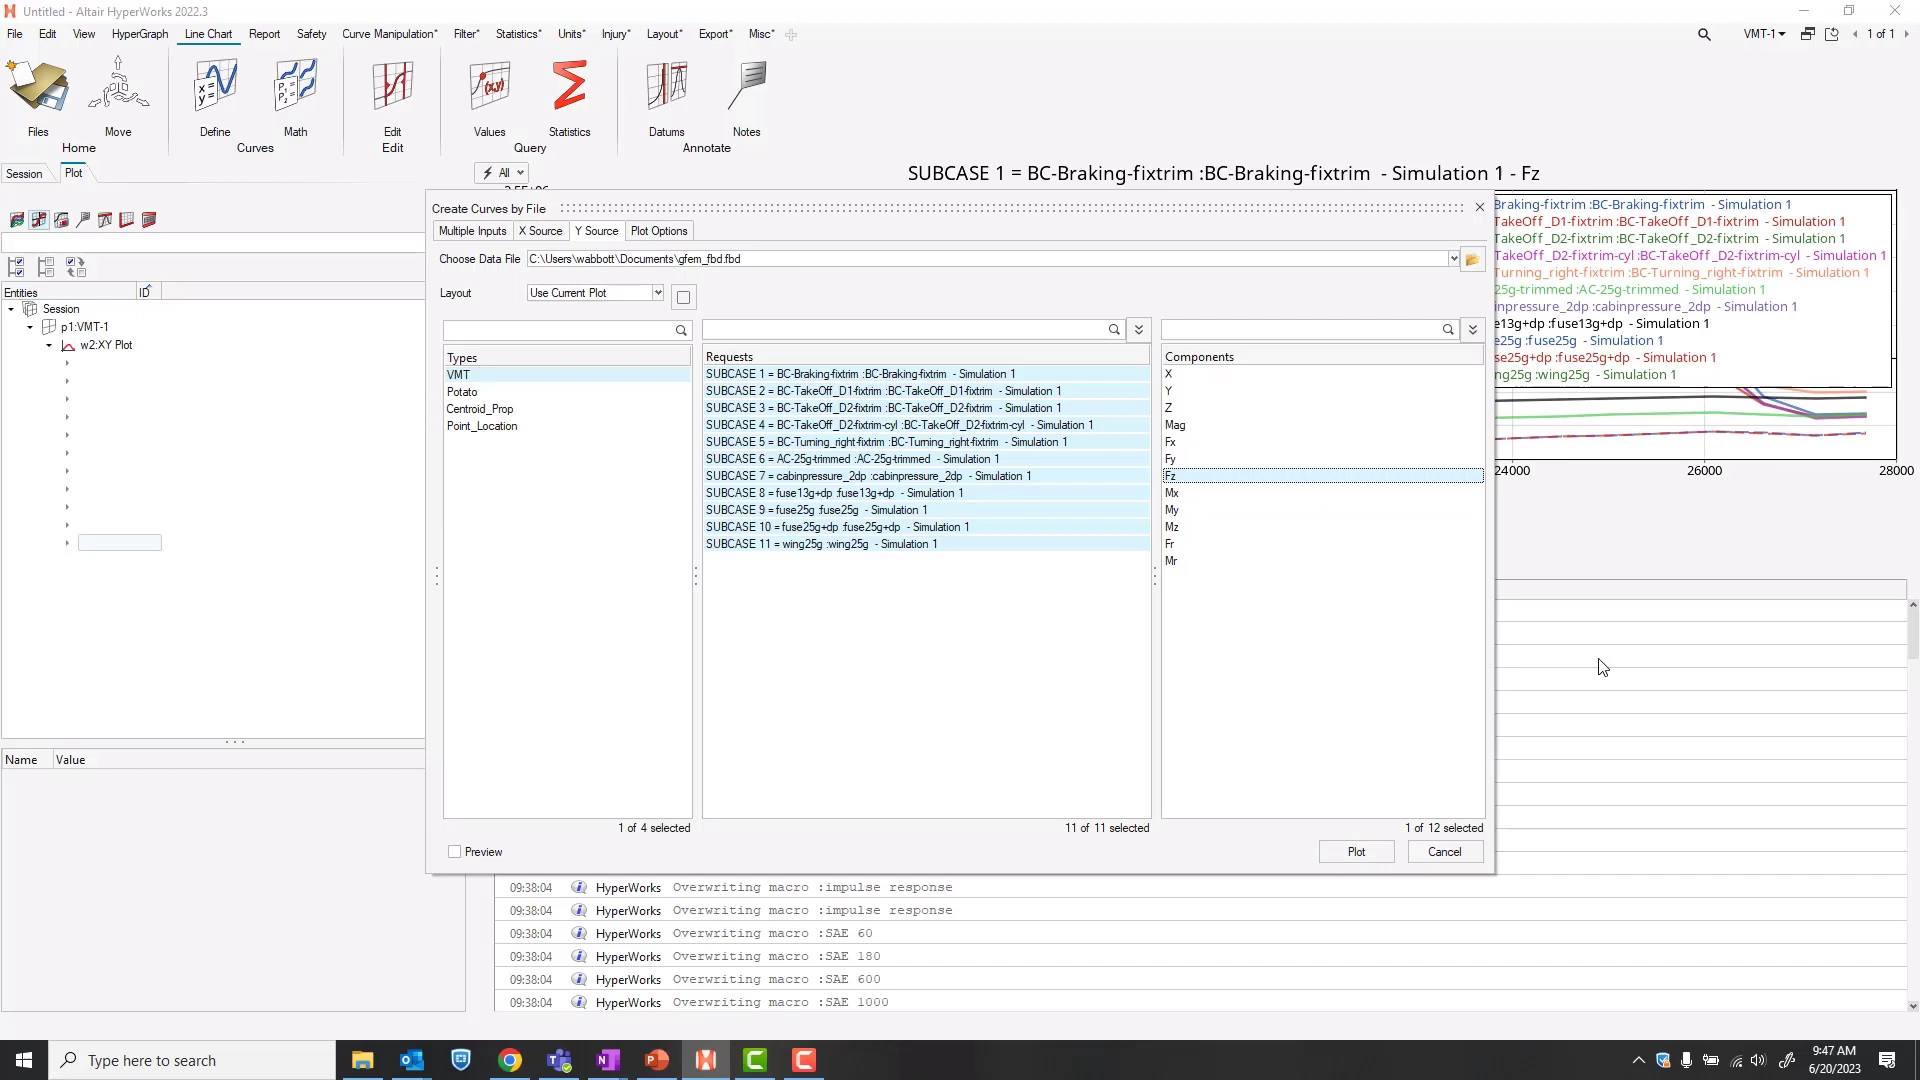 Untitled - Altair HyperWorks 2022.3
File Edit View HyperGraph Line Chart Report Safety Curve Manipulation* Filter* Statistics* Units* Injury* Layout* Export* Misc*
VMT-1 1 of 1
Files Move Define Math Edit Values Statistics Datums Notes
Home Curves Edit Query Annotate
Session Plot
All
SUBCASE 1 = BC-Braking-fixtrim :BC-Braking-fixtrim - Simulation 1 - Fz
Create Curves by File
Multiple Inputs X Source Y Source Plot Options
Choose Data File C:\Users\wabbott\Documents\gfem_fbd.fbd
Layout Use Current Plot
Entities ID
Session
p1:VMT-1
w2:XY Plot
Name Value
Types
VMT
Potato
Centroid_Prop
Point_Location
1 of 4 selected
Requests
SUBCASE 1 = BC-Braking-fixtrim :BC-Braking-fixtrim - Simulation 1
SUBCASE 2 = BC-TakeOff_D1-fixtrim :BC-TakeOff_D1-fixtrim - Simulation 1
SUBCASE 3 = BC-TakeOff_D2-fixtrim :BC-TakeOff_D2-fixtrim - Simulation 1
SUBCASE 4 = BC-TakeOff_D2-fixtrim-cyl :BC-TakeOff_D2-fixtrim-cyl - Simulation 1
SUBCASE 5 = BC-Turning_right-fixtrim :BC-Turning_right-fixtrim - Simulation 1
SUBCASE 6 = AC-25g-trimmed :AC-25g-trimmed - Simulation 1
SUBCASE 7 = cabinpressure_2dp :cabinpressure_2dp - Simulation 1
SUBCASE 8 = fuse13g+dp :fuse13g+dp - Simulation 1
SUBCASE 9 = fuse25g :fuse25g - Simulation 1
SUBCASE 10 = fuse25g+dp :fuse25g+dp - Simulation 1
SUBCASE 11 = wing25g :wing25g - Simulation 1
11 of 11 selected
Components
X
Y
Z
Mag
Fx
Fy
Fz
Mx
My
Mz
Fr
Mr
1 of 12 selected
Preview
Plot Cancel
Braking-fixtrim :BC-Braking-fixtrim - Simulation 1
TakeOff_D1-fixtrim :BC-TakeOff_D1-fixtrim - Simulation 1
TakeOff_D2-fixtrim :BC-TakeOff_D2-fixtrim - Simulation 1
TakeOff_D2-fixtrim-cyl :BC-TakeOff_D2-fixtrim-cyl - Simulation 1
Turning_right-fixtrim :BC-Turning_right-fixtrim - Simulation 1
25g-trimmed :AC-25g-trimmed - Simulation 1
inpressure_2dp :cabinpressure_2dp - Simulation 1
e13g+dp :fuse13g+dp - Simulation 1
e25g :fuse25g - Simulation 1
se25g+dp :fuse25g+dp - Simulation 1
ng25g :wing25g - Simulation 1
24000 26000 28000
09:38:04 HyperWorks Overwriting macro :impulse response
09:38:04 HyperWorks Overwriting macro :impulse response
09:38:04 HyperWorks Overwriting macro :SAE 60
09:38:04 HyperWorks Overwriting macro :SAE 180
09:38:04 HyperWorks Overwriting macro :SAE 600
09:38:04 HyperWorks Overwriting macro :SAE 1000
Type here to search
9:47 AM
6/20/2023